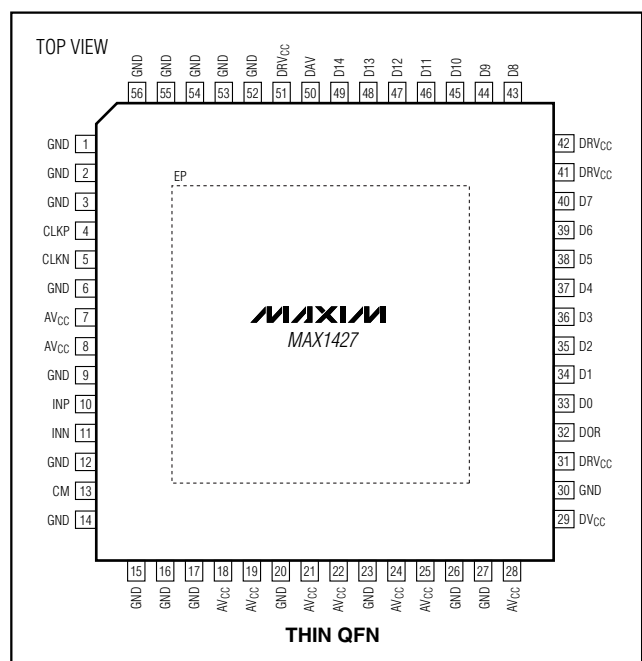 TOP VIEW
GND GND GND GND GND DRVCC DAV D14 D13 D12 D11 D10 D9 D8
56 55 54 53 52 51 50 49 48 47 46 45 44 43
GND 1
GND 2
GND 3
CLKP 4
CLKN 5
GND 6
AVCC 7
AVCC 8
GND 9
INP 10
INN 11
GND 12
CM 13
GND 14
EP
MAXIM
MAX1427
42 DRVCC
41 DRVCC
40 D7
39 D6
38 D5
37 D4
36 D3
35 D2
34 D1
33 D0
32 DOR
31 DRVCC
30 GND
29 DVCC
15 16 17 18 19 20 21 22 23 24 25 26 27 28
GND GND GND AVCC AVCC GND AVCC AVCC GND AVCC AVCC GND GND AVCC
THIN QFN